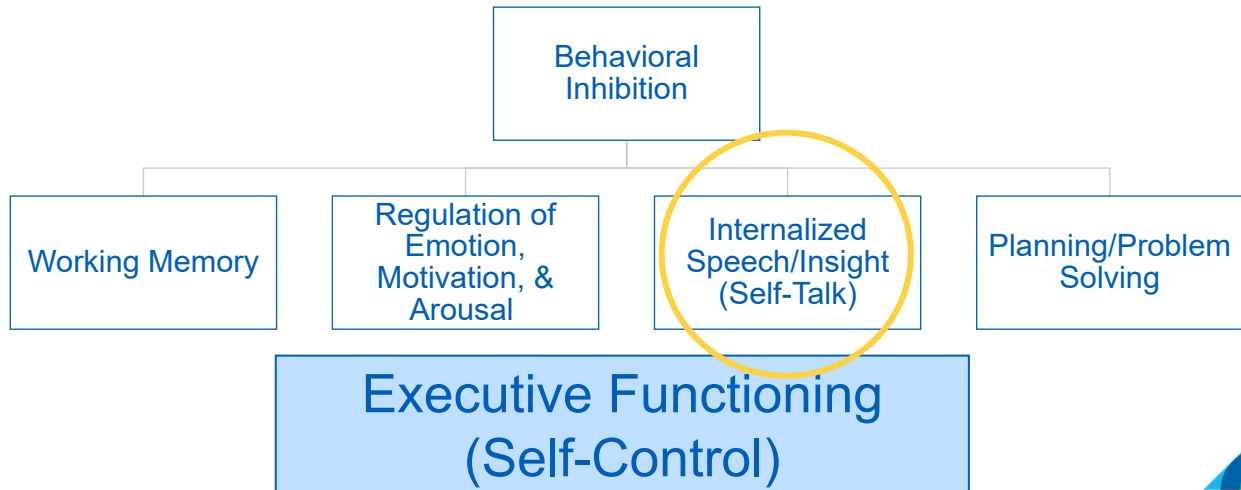 Behavioral
Inhibition
Working Memory
Regulation of
Emotion,
Motivation, &
Arousal
Internalized
Speech/Insight
(Self-Talk)
Planning/Problem
Solving
Executive Functioning
(Self-Control)